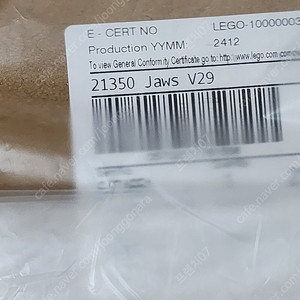 E - CERT NO LEGO-10000003
Production YYMM 2412
To view General Conformity Certificate go to: http://www.lego.com
21350 Jaws V29